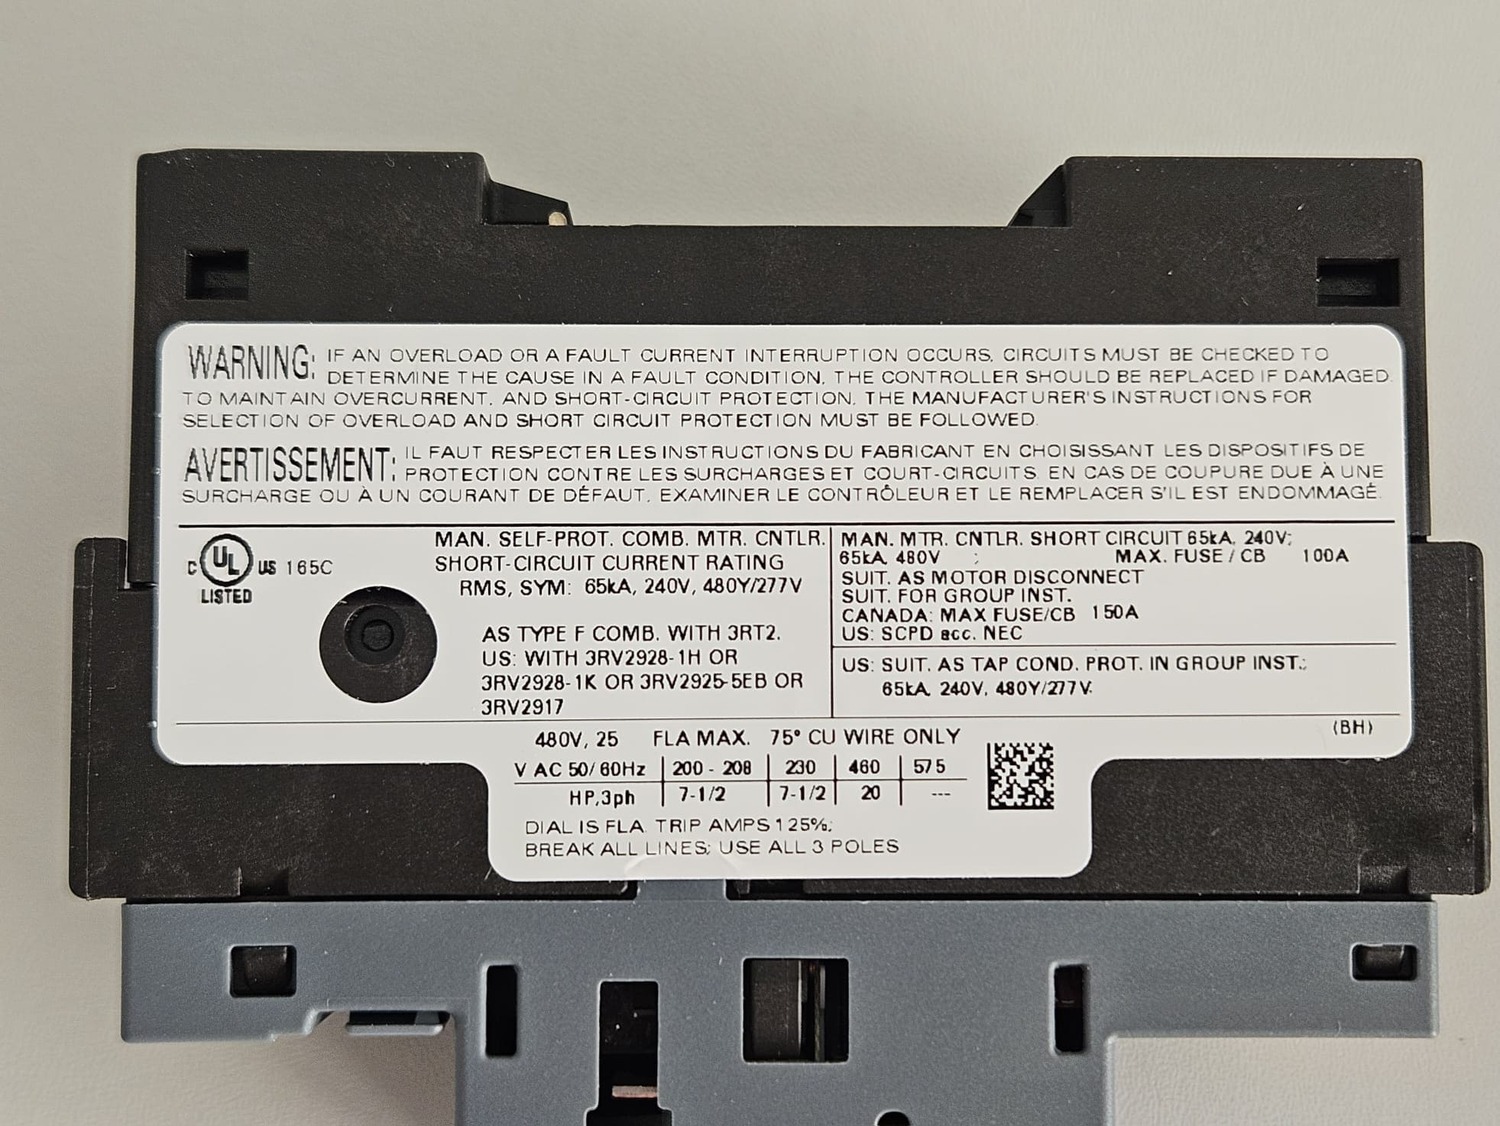 WARNING: IF AN OVERLOAD OR A FAULT CURRENT INTERRUPTION OCCURS, CIRCUITS MUST BE CHECKED TO
DETERMINE THE CAUSE IN A FAULT CONDITION, THE CONTROLLER SHOULD BE REPLACED IF DAMAGED
TO MAINTAIN OVERCURRENT, AND SHORT-CIRCUIT PROTECTION, THE MANUFACTURER'S INSTRUCTIONS FOR
SELECTION OF OVERLOAD AND SHORT CIRCUIT PROTECTION MUST BE FOLLOWED.
AVERTISSEMENT: IL FAUT RESPECTER LES INSTRUCTIONS DU FABRICANT EN CHOISISSANT LES DISPOSITIFS DE
PROTECTION CONTRE LES SURCHARGES ET COURT-CIRCUITS. EN CAS DE COUPURE DUE À UNE
SURCHARGE OU À UN COURANT DE DÉFAUT, EXAMINER LE CONTRÔLEUR ET LE REMPLACER S'IL EST ENDOMMAGÉ.
C UL US 165C
LISTED
MAN. SELF-PROT. COMB. MTR. CNTLR.
SHORT-CIRCUIT CURRENT RATING
RMS, SYM: 65kA, 240V, 480Y/277V
AS TYPE F COMB. WITH 3RT2.
US: WITH 3RV2928-1H OR
3RV2928-1K OR 3RV2925-5EB OR
3RV2917
MAN. MTR. CNTLR. SHORT CIRCUIT 65kA, 240V;
65kA, 480V ; MAX. FUSE / CB 100A
SUIT. AS MOTOR DISCONNECT
SUIT. FOR GROUP INST.
CANADA: MAX FUSE/CB 150A
US: SCPD acc. NEC
US: SUIT. AS TAP COND. PROT. IN GROUP INST.;
65kA, 240V, 480Y/277V;
(BH)
480V, 25 FLA MAX. 75° CU WIRE ONLY
V AC 50/60Hz 200 - 208 230 460 575
HP,3ph 7-1/2 7-1/2 20 ---
DIAL IS FLA. TRIP AMPS 125%;
BREAK ALL LINES; USE ALL 3 POLES